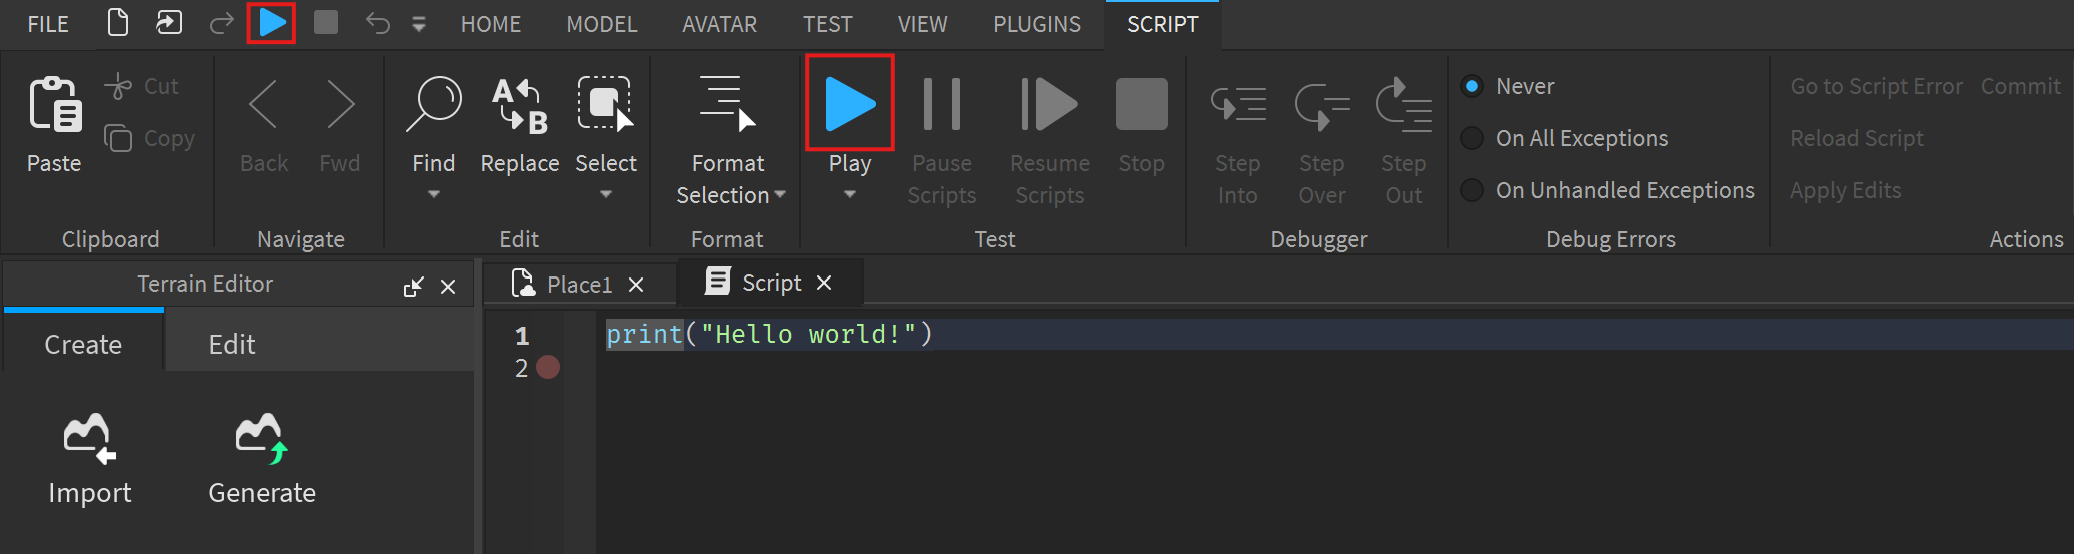 FILE HOME MODEL AVATAR TEST VIEW PLUGINS SCRIPT
Paste
Cut
Copy
Clipboard
Back Fwd
Navigate
A
B
Find Replace Select
Edit
Format
Selection
Format
Play
Pause
Scripts
Resume
Scripts
Stop
Test
Step
Into
Step
Over
Step
Out
Debugger
Never
On All Exceptions
On Unhandled Exceptions
Debug Errors
Go to Script Error Commit
Reload Script
Apply Edits
Actions
Terrain Editor
Create Edit
Import Generate
Place1 Script
1 print("Hello world!")
2